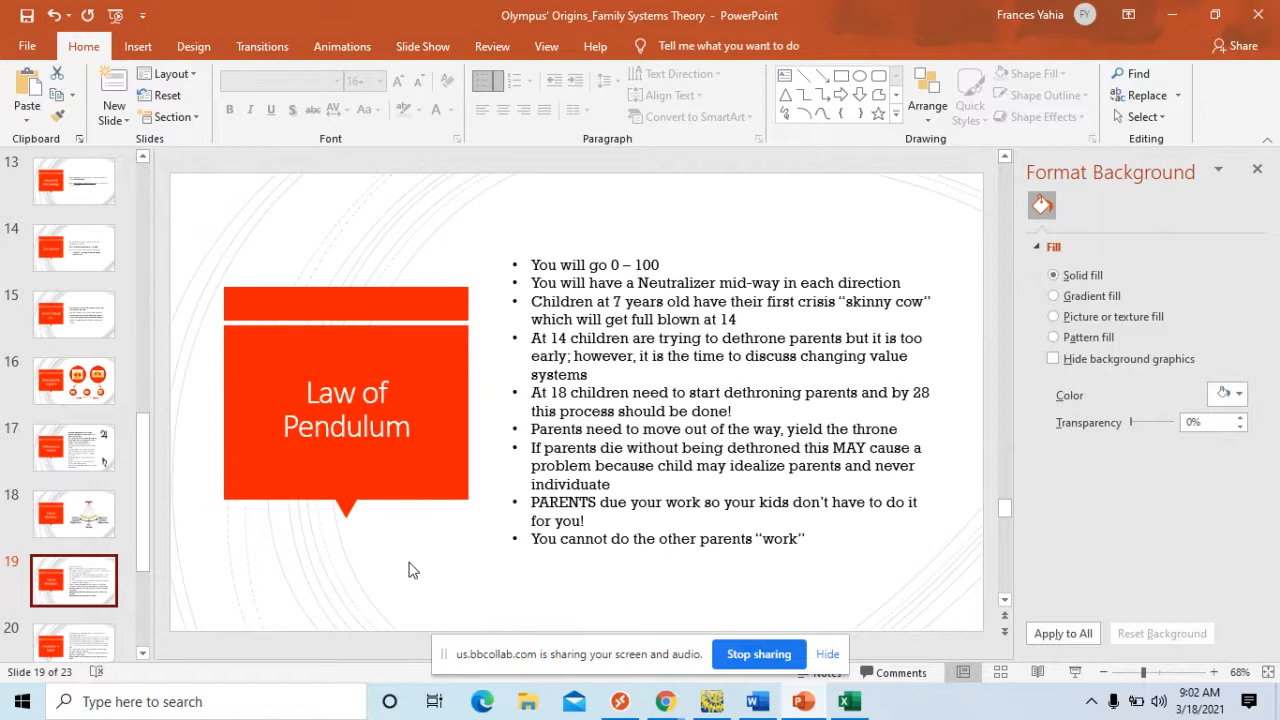 Olympus' Origins_Family Systems Theory - PowerPoint
Frances Yahia
FY
File
Home
Insert
Design
Transitions
Animations
Slide Show
Review
View
Help
Tell me what you want to do
Share
Paste
New
Slide
Layout
Reset
Section
16
B
I
U
S
abc
AV
Aa
A
Text Direction
Align Text
Convert to SmartArt
Arrange
Quick
Styles
Shape Fill
Shape Outline
Shape Effects
Find
Replace
Select
Clipboard
Slides
Font
Paragraph
Drawing
Editing
13
14
15
16
17
18
19
20
Law of
Pendulum
• You will go 0 – 100
• You will have a Neutralizer mid-way in each direction
• Children at 7 years old have their first crisis "skinny cow"
which will get full blown at 14
• At 14 children are trying to dethrone parents but it is too
early; however, it is the time to discuss changing value
systems
• At 18 children need to start dethroning parents and by 28
this process should be done!
• Parents need to move out of the way, yield the throne
• If parents die without being dethroned this MAY cause a
problem because child may idealize parents and never
individuate
• PARENTS due your work so your kids don't have to do it
for you!
• You cannot do the other parents "work"
Format Background
Fill
Solid fill
Gradient fill
Picture or texture fill
Pattern fill
Hide background graphics
Color
Transparency
0%
Apply to All
Reset Background
us.bbcollab.com is sharing your screen and audio.
Stop sharing
Hide
Slide 19 of 23
Notes
Comments
68%
Type here to search
9:02 AM
3/18/2021